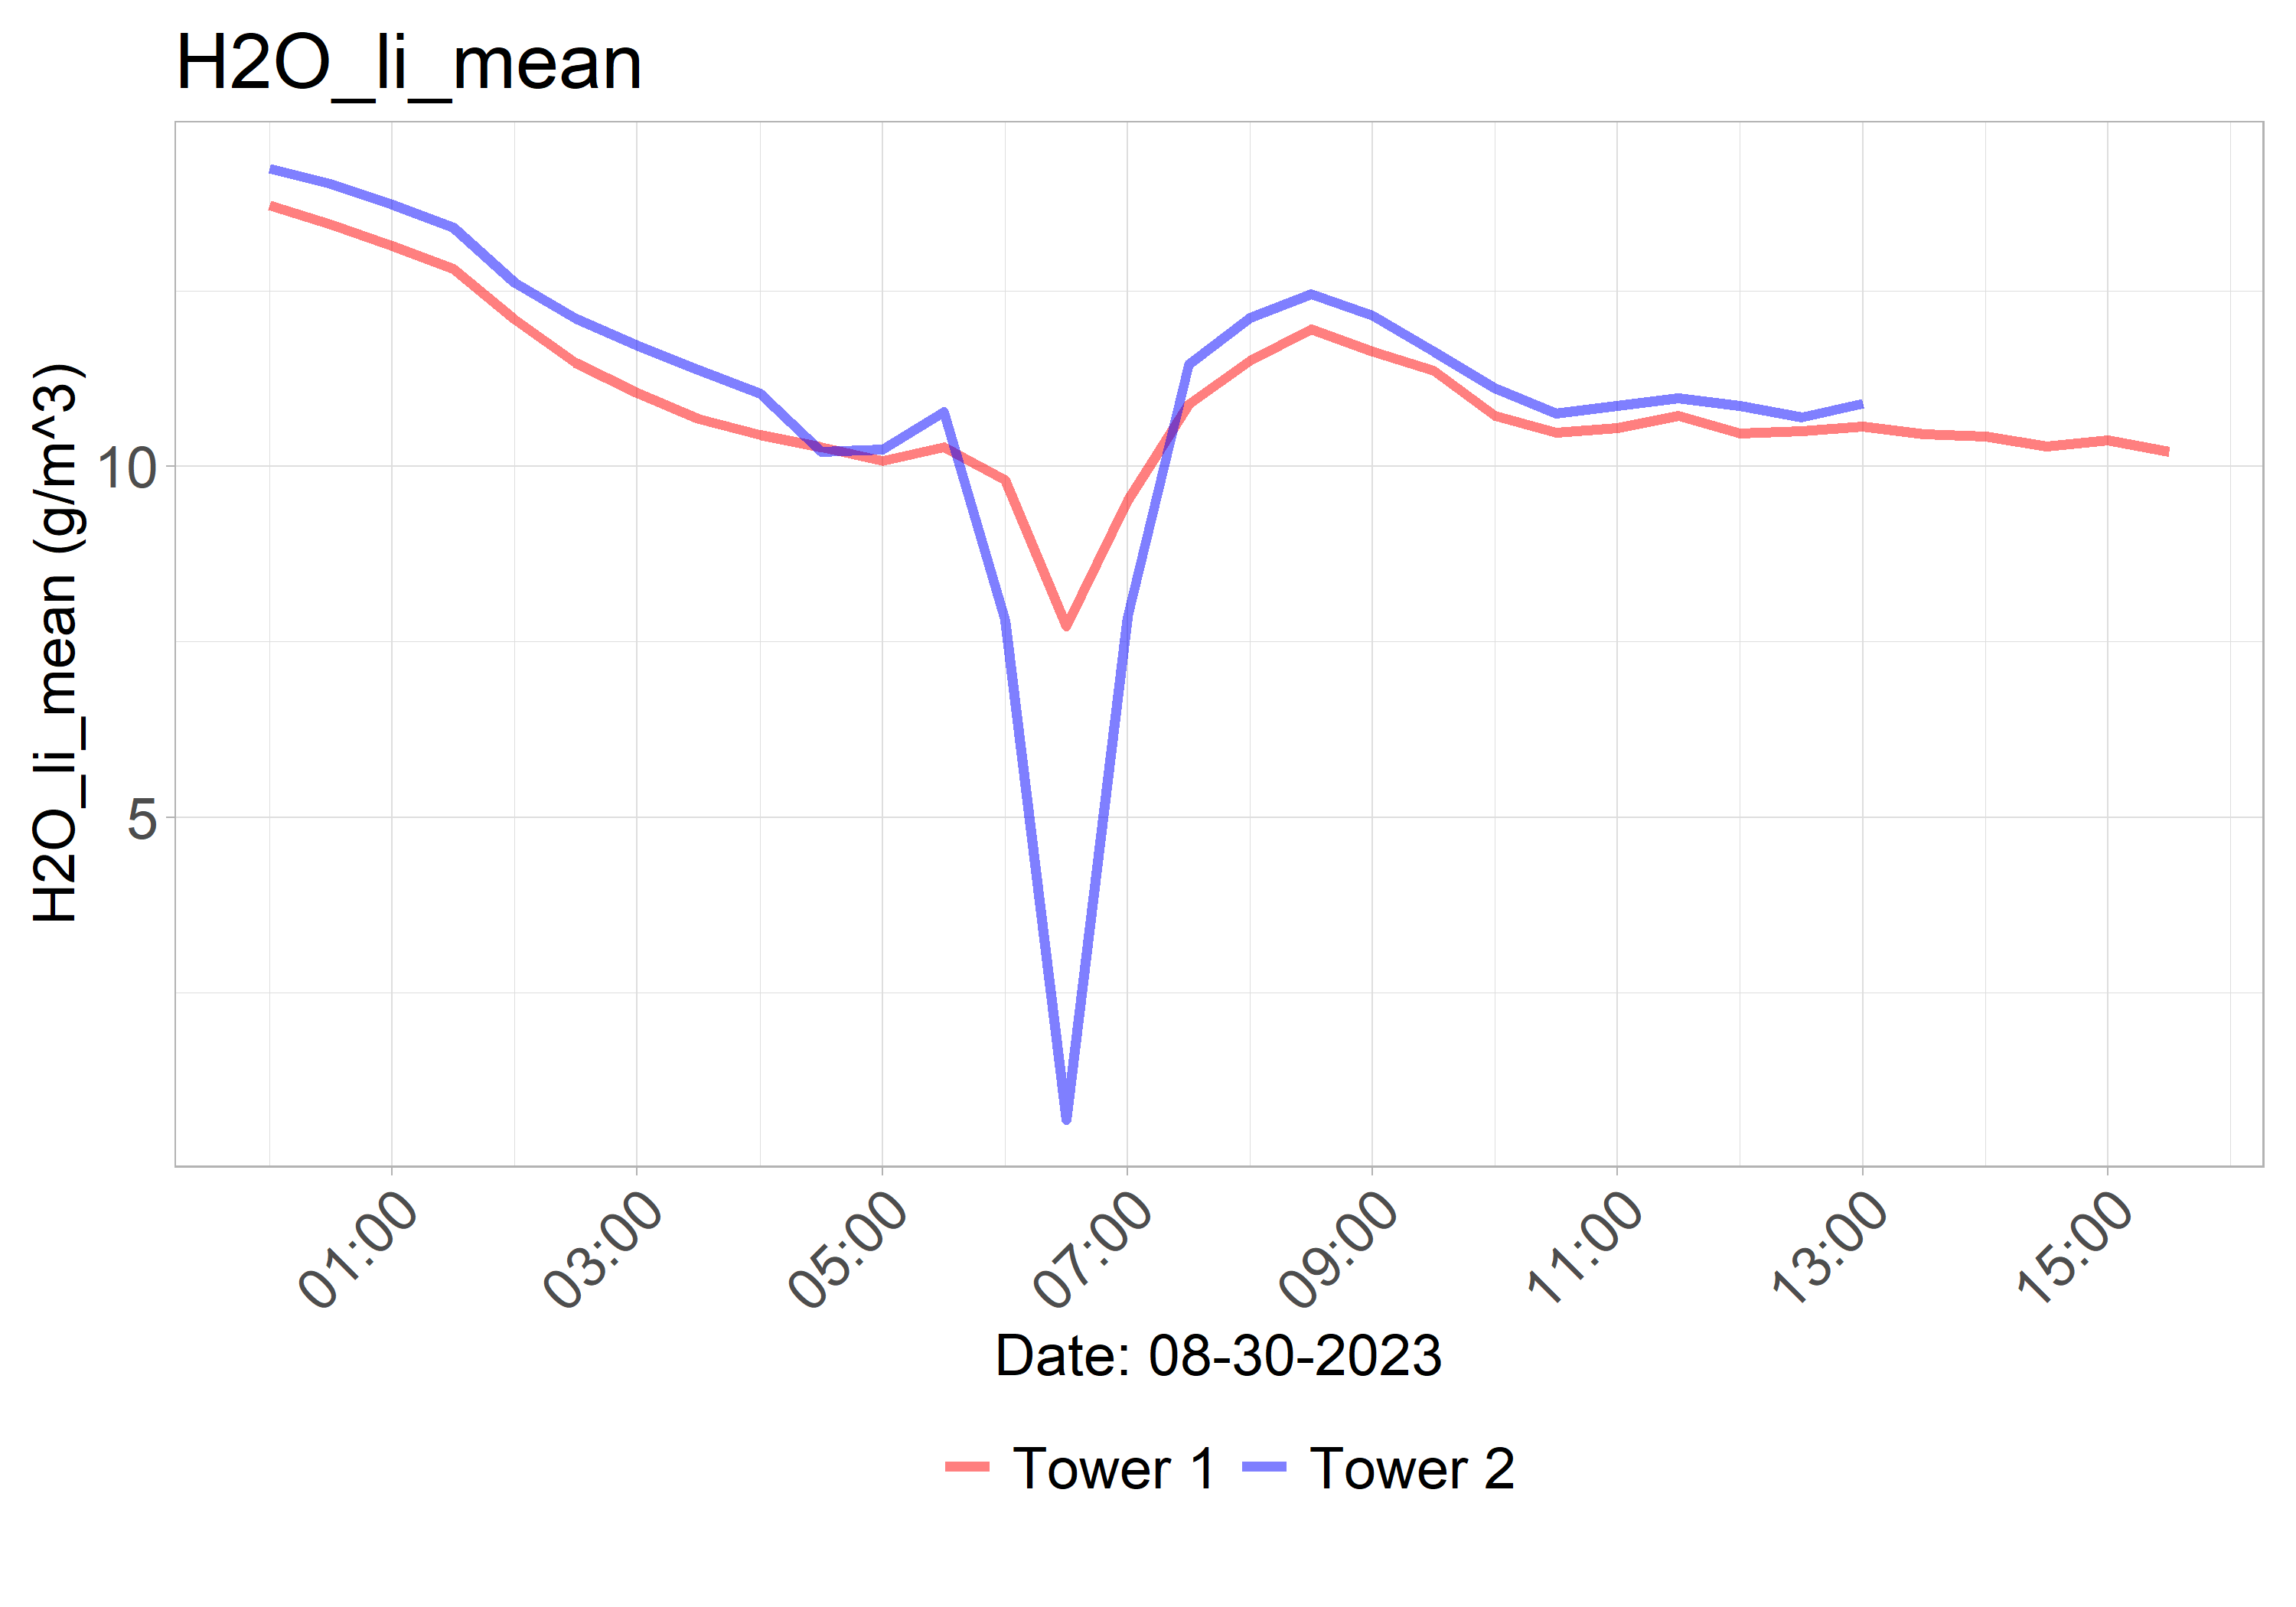 H2O_li_mean
H2O_li_mean (g/m^3)
10
5
01:00 03:00 05:00 07:00 09:00 11:00 13:00 15:00
Date: 08-30-2023
Tower 1 Tower 2